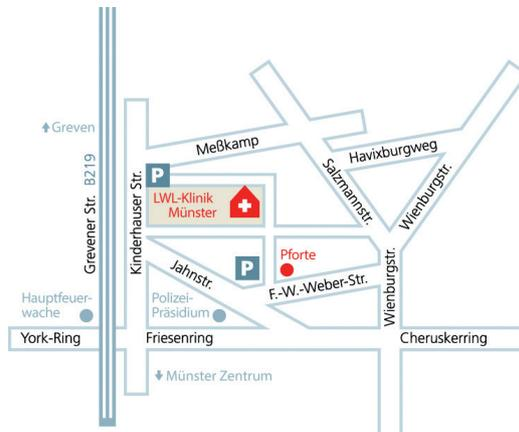 Greven
Meßkamp
Havixburgweg
Salzmannstr.
Wienburgstr.
P
LWL-Klinik
Münster
Grevener Str. B219
Kinderhauser Str.
Jahnstr.
P
Pforte
F.-W.-Weber-Str.
Wienburgstr.
Hauptfeuer-
wache
Polizei-
Präsidium
York-Ring
Friesenring
Cheruskerring
Münster Zentrum